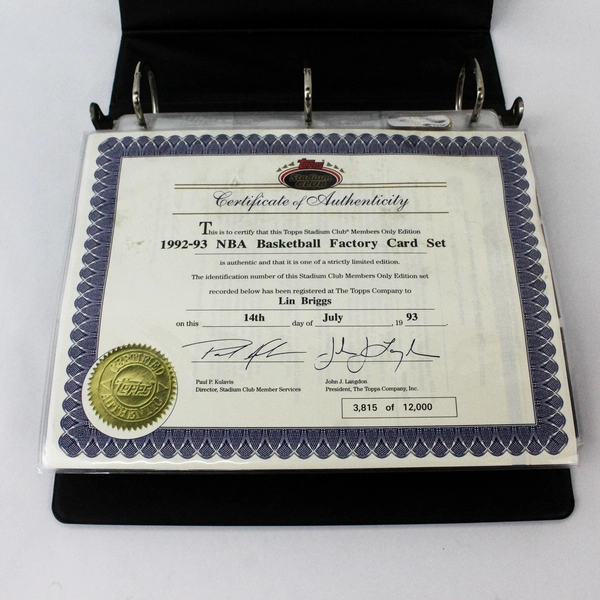 Topps
Stadium
CLUB
Certificate of Authenticity
This is to certify that this Topps Stadium Club® Members Only Edition
1992-93 NBA Basketball Factory Card Set
is authentic and that it is one of a strictly limited edition.
The identification number of this Stadium Club Members Only Edition set
recorded below has been registered at The Topps Company to
Lin Briggs
on this 14th day of July , 1993 .
Paul P. Kulavis
Director, Stadium Club Member Services
John J. Langdon
President, The Topps Company, Inc.
3,815 of 12,000
CERTIFIED
Topps
AUTHENTIC